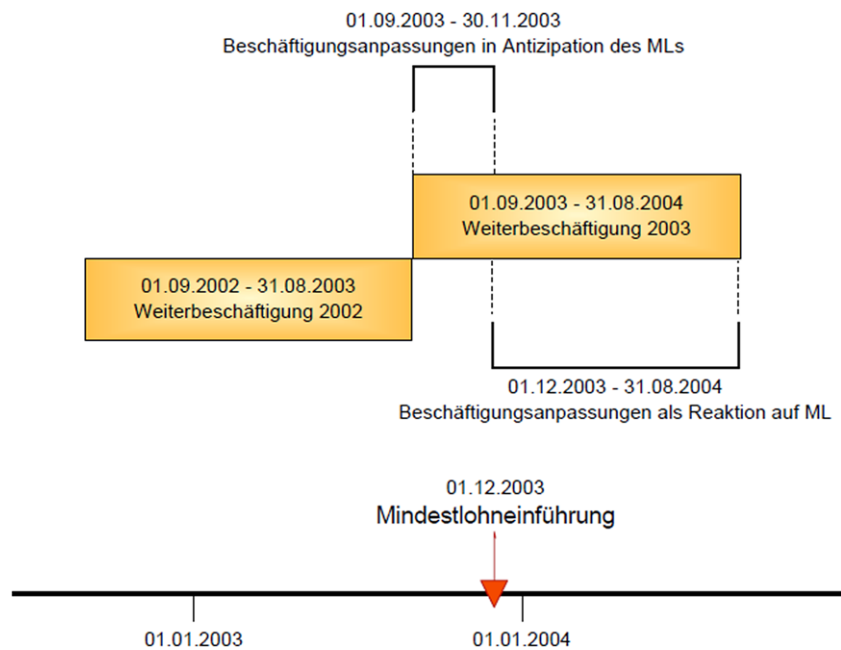 01.09.2003 - 30.11.2003
Beschäftigungsanpassungen in Antizipation des MLs
01.09.2003 - 31.08.2004
Weiterbeschäftigung 2003
01.09.2002 - 31.08.2003
Weiterbeschäftigung 2002
01.12.2003 - 31.08.2004
Beschäftigungsanpassungen als Reaktion auf ML
01.12.2003
Mindestlohneinführung
01.01.2003
01.01.2004